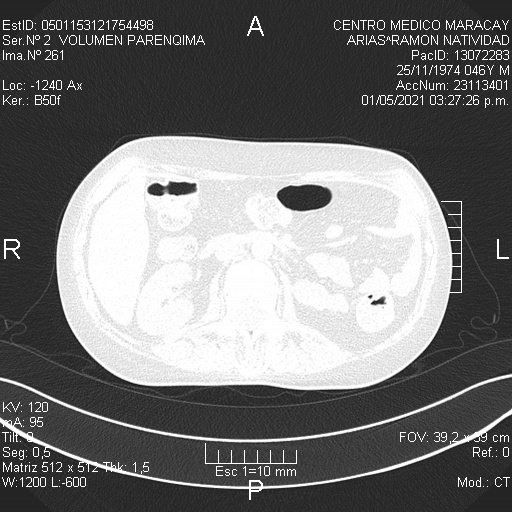 EstID: 0501153121754498
Ser.Nº 2 VOLUMEN PARENQIMA
Ima.Nº 261
Loc: -1240 Ax
Ker.: B50f
A
CENTRO MEDICO MARACAY
ARIAS^RAMON NATIVIDAD
PacID: 13072283
25/11/1974 046Y M
AccNum: 23113401
01/05/2021 03:27:26 p.m.
R
L
KV: 120
mA: 95
Tilt: 0
Seg: 0,5
Matriz 512 x 512 Thk: 1,5
W:1200 L:-600
Esc 1=10 mm
P
FOV: 39,2 x 39 cm
Ref.: 0
Mod.: CT